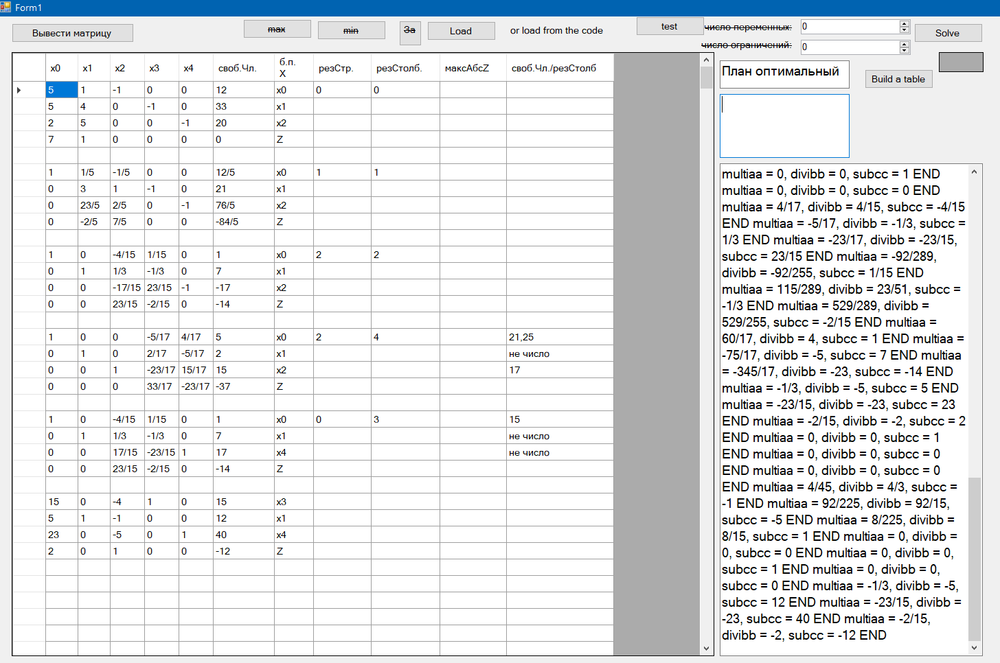 Form1
Вывести матрицу
max
min
За
Load
or load from the code
test
число переменных:
0
число ограничений:
0
Solve
План оптимальный
Build a table
x0 x1 x2 x3 x4 своб.Чл. б.п. X резСтр. резСтолб. максАбсZ своб.Чл./резСтолб
5 1 -1 0 0 12 x0 0 0
5 4 0 -1 0 33 x1
2 5 0 0 -1 20 x2
7 1 0 0 0 0 Z
1 1/5 -1/5 0 0 12/5 x0 1 1
0 3 1 -1 0 21 x1
0 23/5 2/5 0 -1 76/5 x2
0 -2/5 7/5 0 0 -84/5 Z
1 0 -4/15 1/15 0 1 x0 2 2
0 1 1/3 -1/3 0 7 x1
0 0 -17/15 23/15 -1 -17 x2
0 0 23/15 -2/15 0 -14 Z
1 0 0 -5/17 4/17 5 x0 2 4 21,25
0 1 0 2/17 -5/17 2 x1 не число
0 0 1 -23/17 15/17 15 x2 17
0 0 0 33/17 -23/17 -37 Z
1 0 -4/15 1/15 0 1 x0 0 3 15
0 1 1/3 -1/3 0 7 x1 не число
0 0 17/15 -23/15 1 17 x4 не число
0 0 23/15 -2/15 0 -14 Z
15 0 -4 1 0 15 x3
5 1 -1 0 0 12 x1
23 0 -5 0 1 40 x4
2 0 1 0 0 -12 Z
multiaa = 0, divibb = 0, subcc = 1 END
multiaa = 0, divibb = 0, subcc = 0 END
multiaa = 4/17, divibb = 4/15, subcc = -4/15
END multiaa = -5/17, divibb = -1/3, subcc =
1/3 END multiaa = -23/17, divibb = -23/15,
subcc = 23/15 END multiaa = -92/289,
divibb = -92/255, subcc = 1/15 END
multiaa = 115/289, divibb = 23/51, subcc =
-1/3 END multiaa = 529/289, divibb =
529/255, subcc = -2/15 END multiaa =
60/17, divibb = 4, subcc = 1 END multiaa =
-75/17, divibb = -5, subcc = 7 END multiaa
= -345/17, divibb = -23, subcc = -14 END
multiaa = -1/3, divibb = -5, subcc = 5 END
multiaa = -23/15, divibb = -23, subcc = 23
END multiaa = -2/15, divibb = -2, subcc = 2
END multiaa = 0, divibb = 0, subcc = 1
END multiaa = 0, divibb = 0, subcc = 0
END multiaa = 0, divibb = 0, subcc = 0
END multiaa = 4/45, divibb = 4/3, subcc =
-1 END multiaa = 92/225, divibb = 92/15,
subcc = -5 END multiaa = 8/225, divibb =
8/15, subcc = 1 END multiaa = 0, divibb =
0, subcc = 0 END multiaa = 0, divibb = 0,
subcc = 1 END multiaa = 0, divibb = 0,
subcc = 0 END multiaa = -1/3, divibb = -5,
subcc = 12 END multiaa = -23/15, divibb =
-23, subcc = 40 END multiaa = -2/15,
divibb = -2, subcc = -12 END